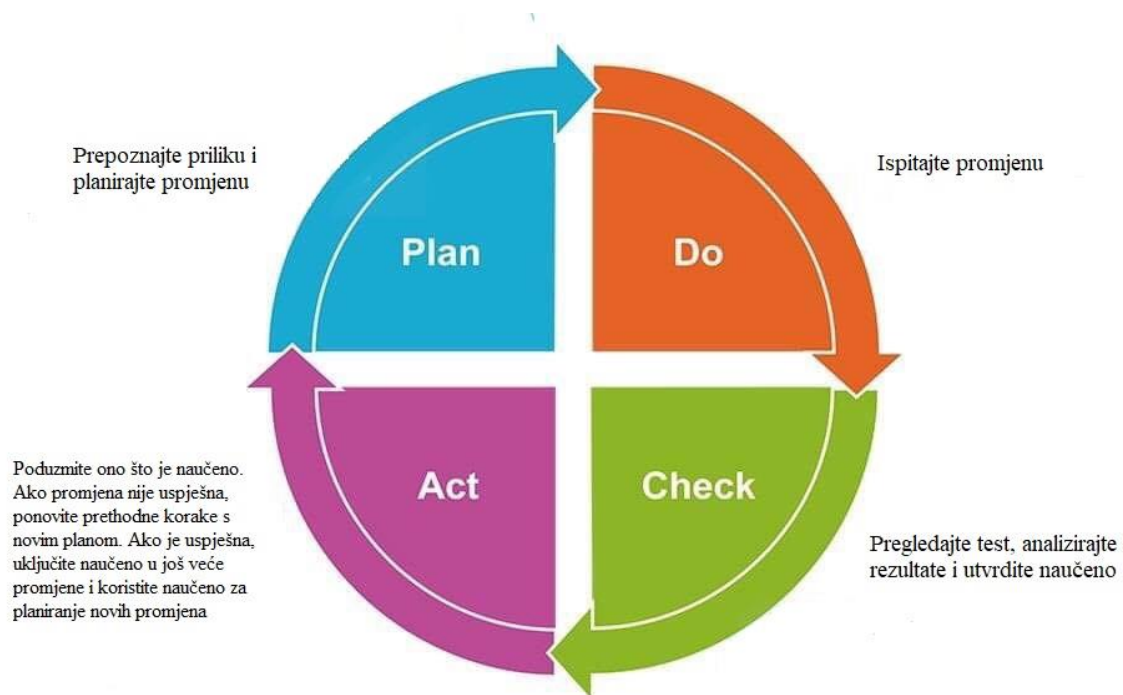 Prepoznajte priliku i
planirajte promjenu
Plan
Do
Ispitajte promjenu
Poduzmite ono što je naučeno.
Ako promjena nije uspješna,
ponovite prethodne korake s
novim planom. Ako je uspješna,
uključite naučeno u još veće
promjene i koristite naučeno za
planiranje novih promjena
Act
Check
Pregledajte test, analizirajte
rezultate i utvrdite naučeno